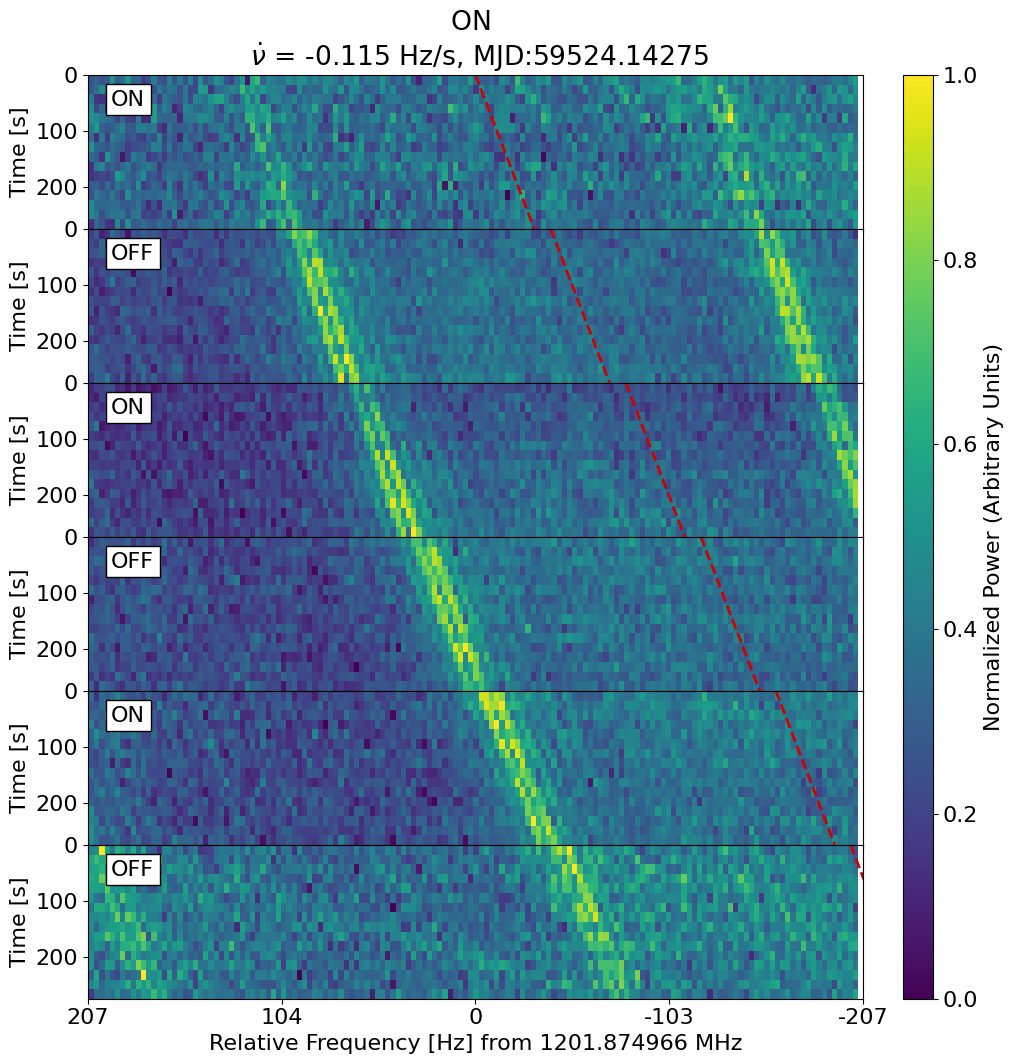 ON
ν̇ = -0.115 Hz/s, MJD:59524.14275
0
ON
100
Time [s]
200
0
OFF
100
Time [s]
200
0
ON
100
Time [s]
200
0
OFF
100
Time [s]
200
0
ON
100
Time [s]
200
0
OFF
100
Time [s]
200
207 104 0 -103 -207
Relative Frequency [Hz] from 1201.874966 MHz
1.0
0.8
0.6
0.4
0.2
0.0
Normalized Power (Arbitrary Units)